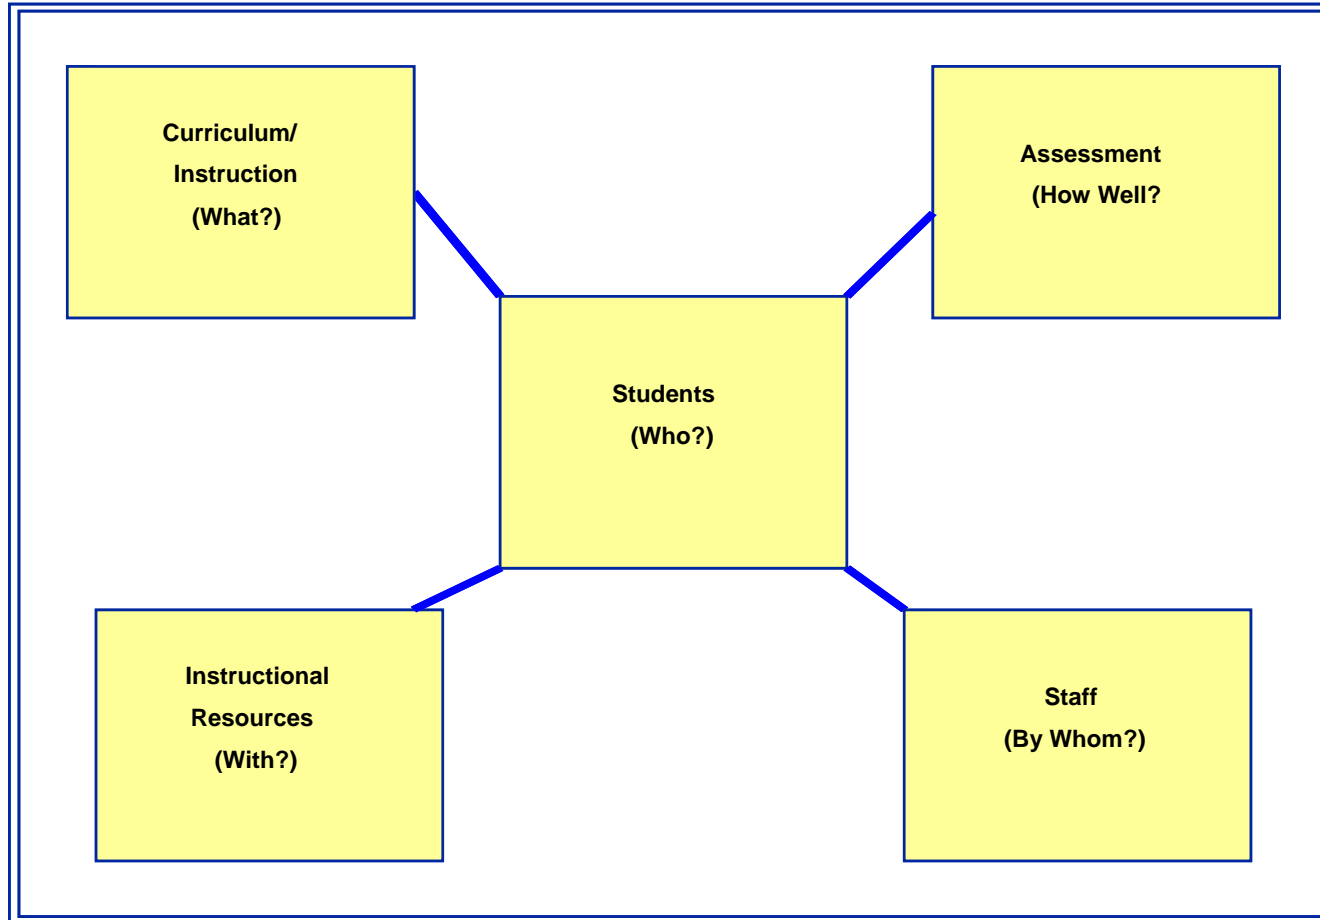 Curriculum/
Instruction
(What?)
Assessment
(How Well?
Students
(Who?)
Instructional
Resources
(With?)
Staff
(By Whom?)